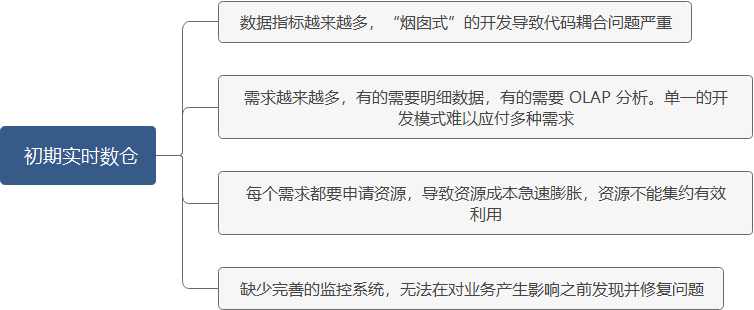 初期实时数仓
数据指标越来越多，“烟囱式”的开发导致代码耦合问题严重
需求越来越多，有的需要明细数据，有的需要 OLAP 分析。单一的开
发模式难以应付多种需求
每个需求都要申请资源，导致资源成本急速膨胀，资源不能集约有效
利用
缺少完善的监控系统，无法在对业务产生影响之前发现并修复问题